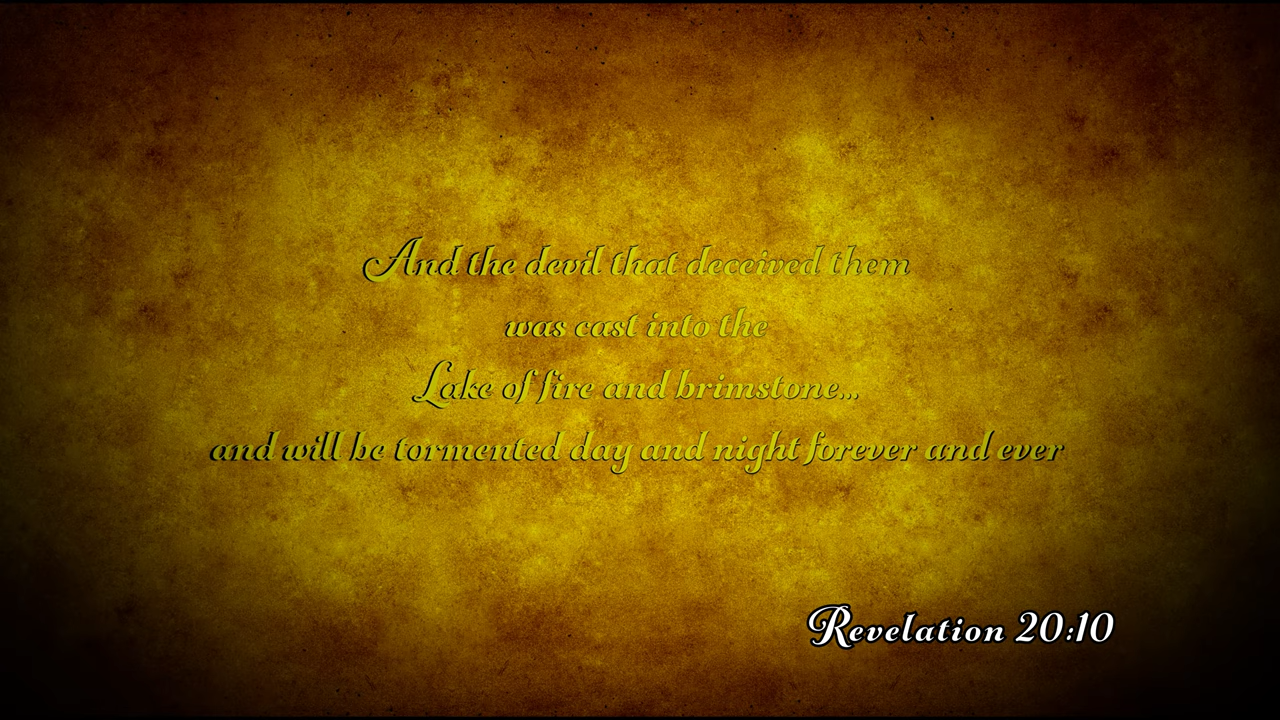 And the devil that deceived them
was cast into the
Lake of fire and brimstone...
and will be tormented day and night forever and ever
Revelation 20:10